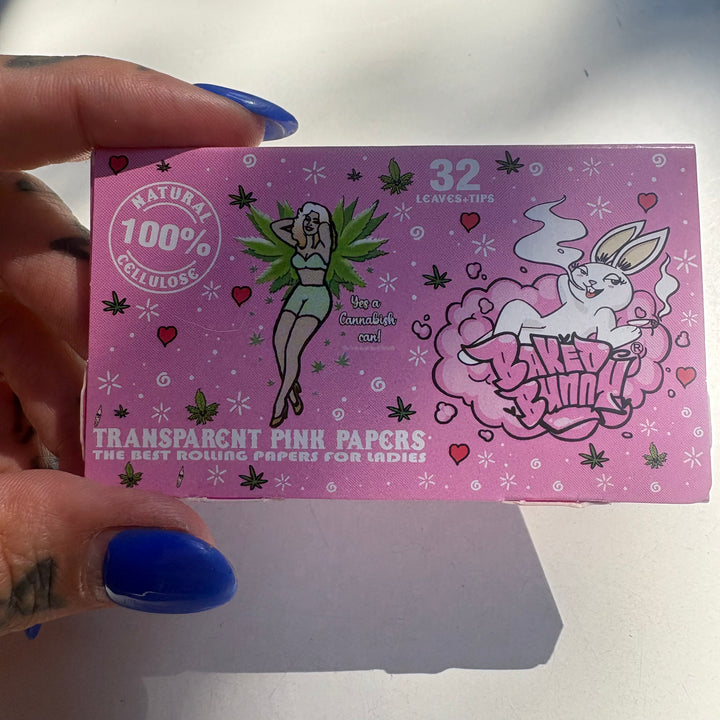 NATURAL
100%
CELLULOSE
32
LEAVES+TIPS
Yes a
Cannabish
can!
BAKED
BUNNY®
TRANSPARENT PINK PAPERS
THE BEST ROLLING PAPERS FOR LADIES